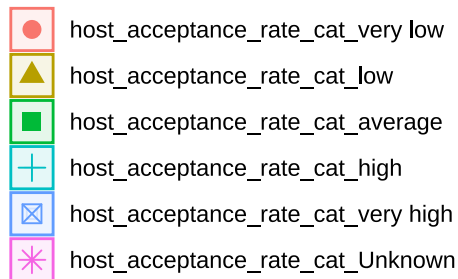 host_acceptance_rate_cat_very low
host_acceptance_rate_cat_low
host_acceptance_rate_cat_average
host_acceptance_rate_cat_high
host_acceptance_rate_cat_very high
host_acceptance_rate_cat_Unknown